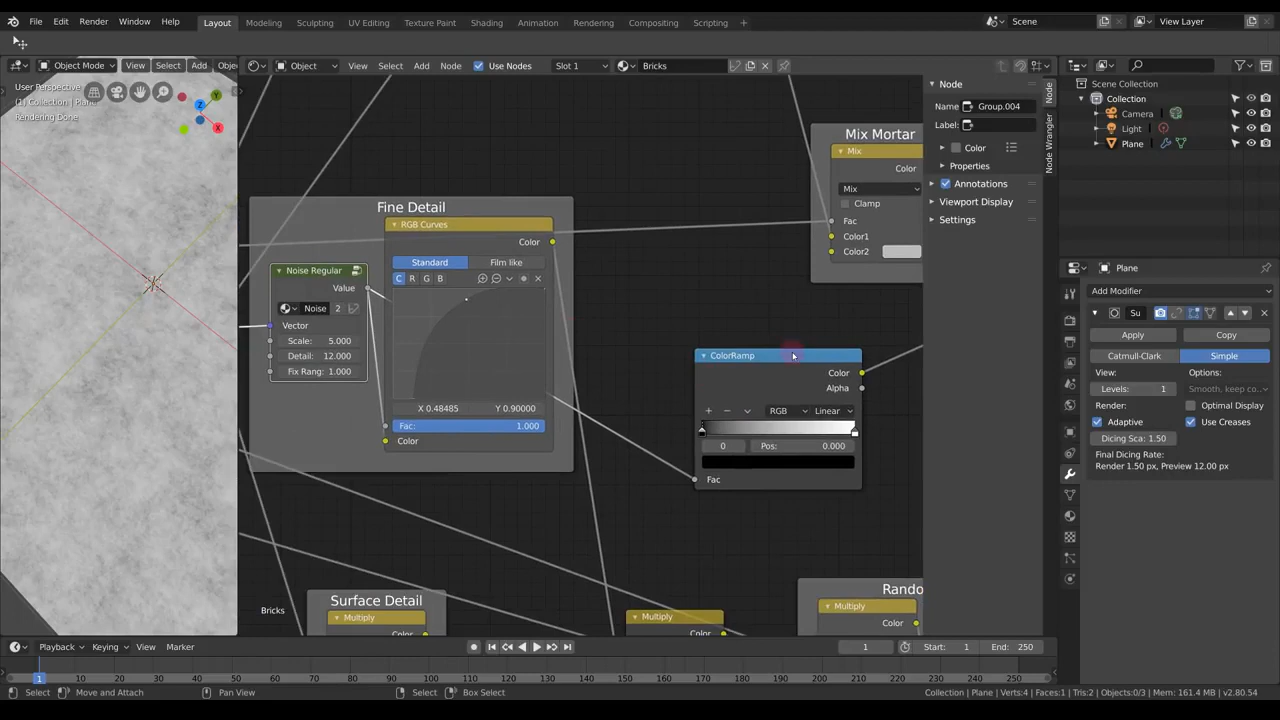 File Edit Render Window Help Layout Modeling Sculpting UV Editing Texture Paint Shading Animation Rendering Compositing Scripting + Scene View Layer
Object Mode View Select Add Obje Object View Select Add Node Use Nodes Slot 1 Bricks
User Perspective
(1) Collection | Plane
Rendering Done
Z
Y
X
Fine Detail
RGB Curves
Color
Standard Film like
C R G B
X 0.48485 Y 0.90000
Fac: 1.000
Color
Noise Regular
Value
Noise 2
Vector
Scale: 5.000
Detail: 12.000
Fix Rang: 1.000
Mix Mortar
Mix
Color
Mix
Clamp
Fac
Color1
Color2
ColorRamp
Color
Alpha
RGB Linear
0 Pos: 0.000
Fac
Surface Detail
Multiply
Color
Multiply
Color
Rando
Multiply
Color
Bricks
Node
Name Group.004
Label:
Color
Properties
Annotations
Viewport Display
Settings
Node
Node Wrangler
Scene Collection
Collection
Camera
Light
Plane
Plane
Add Modifier
Su
Apply Copy
Catmull-Clark Simple
View: Options:
Levels: 1 Smooth, keep co...
Render: Optimal Display
Adaptive Use Creases
Dicing Sca: 1.50
Final Dicing Rate:
Render 1.50 px, Preview 12.00 px
Playback Keying View Marker 1 Start: 1 End: 250
1 10 20 30 40 50 60 70 80 90 100 110 120 130 140 150 160 170 180 190 200 210 220 230 240 250
Select Move and Attach Pan View Select Box Select Collection | Plane | Verts:4 | Faces:1 | Tris:2 | Objects:0/3 | Mem: 161.4 MB | v2.80.54